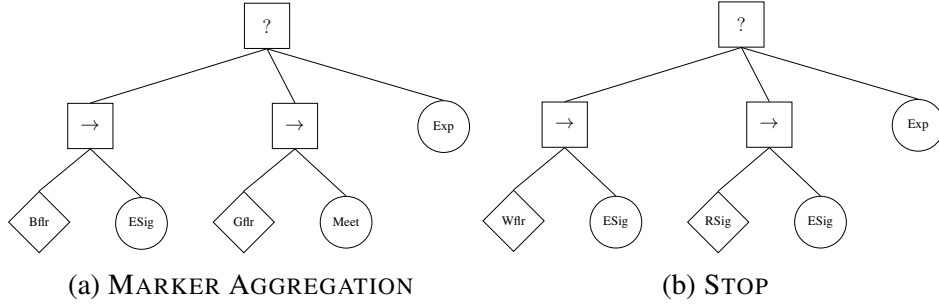 ? ?
→ → Exp → → Exp
Bflr ESig Gflr Meet Wflr ESig RSig ESig
(a) MARKER AGGREGATION (b) STOP